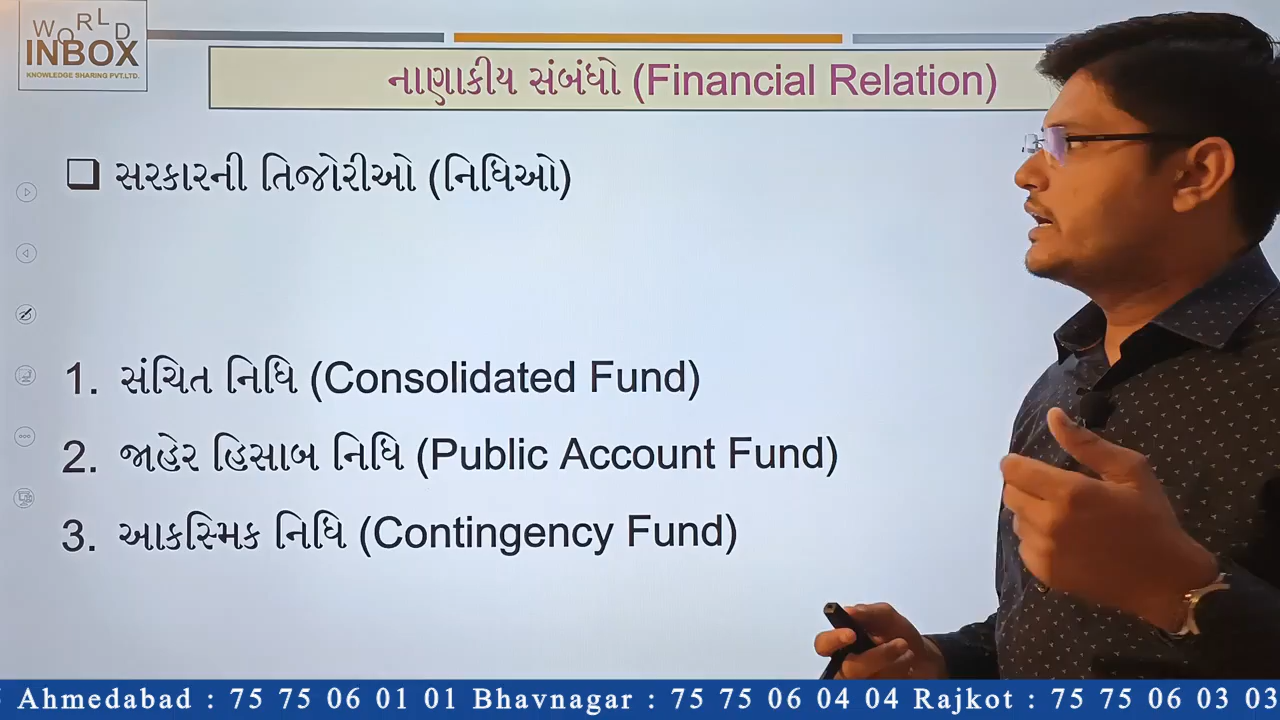 WORLD
INBOX
KNOWLEDGE SHARING PVT.LTD.
નાણાકીય સંબંધો (Financial Relation)
❑ સરકારની તિજોરીઓ (નિધિઓ)
1. સંચિત નિધિ (Consolidated Fund)
2. જાહેર હિસાબ નિધિ (Public Account Fund)
3. આકસ્મિક નિધિ (Contingency Fund)
Ahmedabad : 75 75 06 01 01 Bhavnagar : 75 75 06 04 04 Rajkot : 75 75 06 03 03